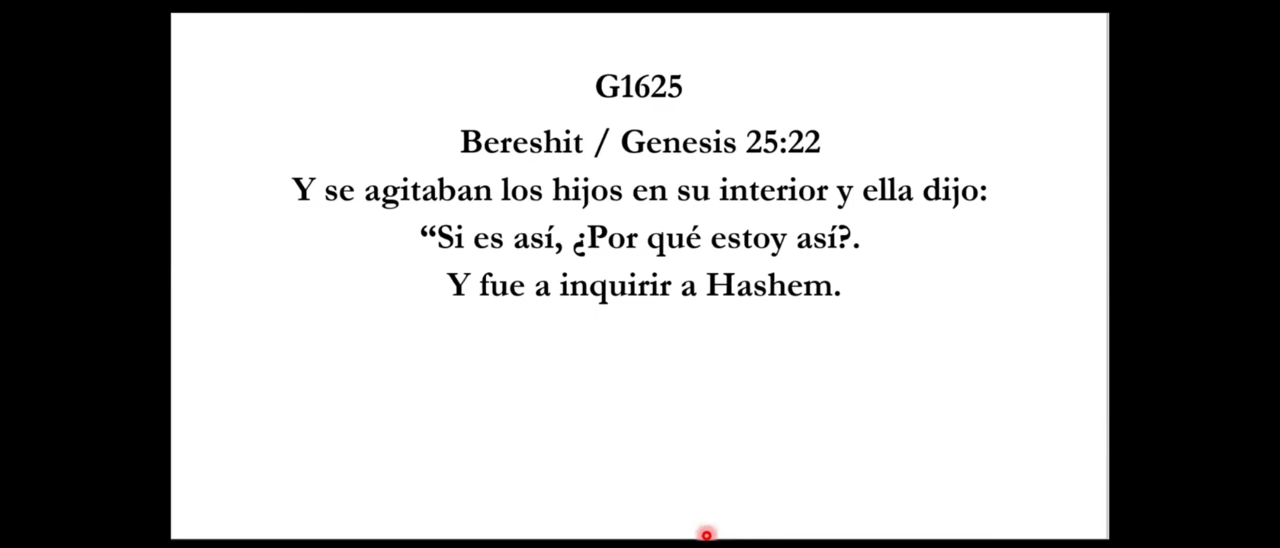 G1625
Bereshit / Genesis 25:22
Y se agitaban los hijos en su interior y ella dijo:
“Si es así, ¿Por qué estoy así?.
Y fue a inquirir a Hashem.